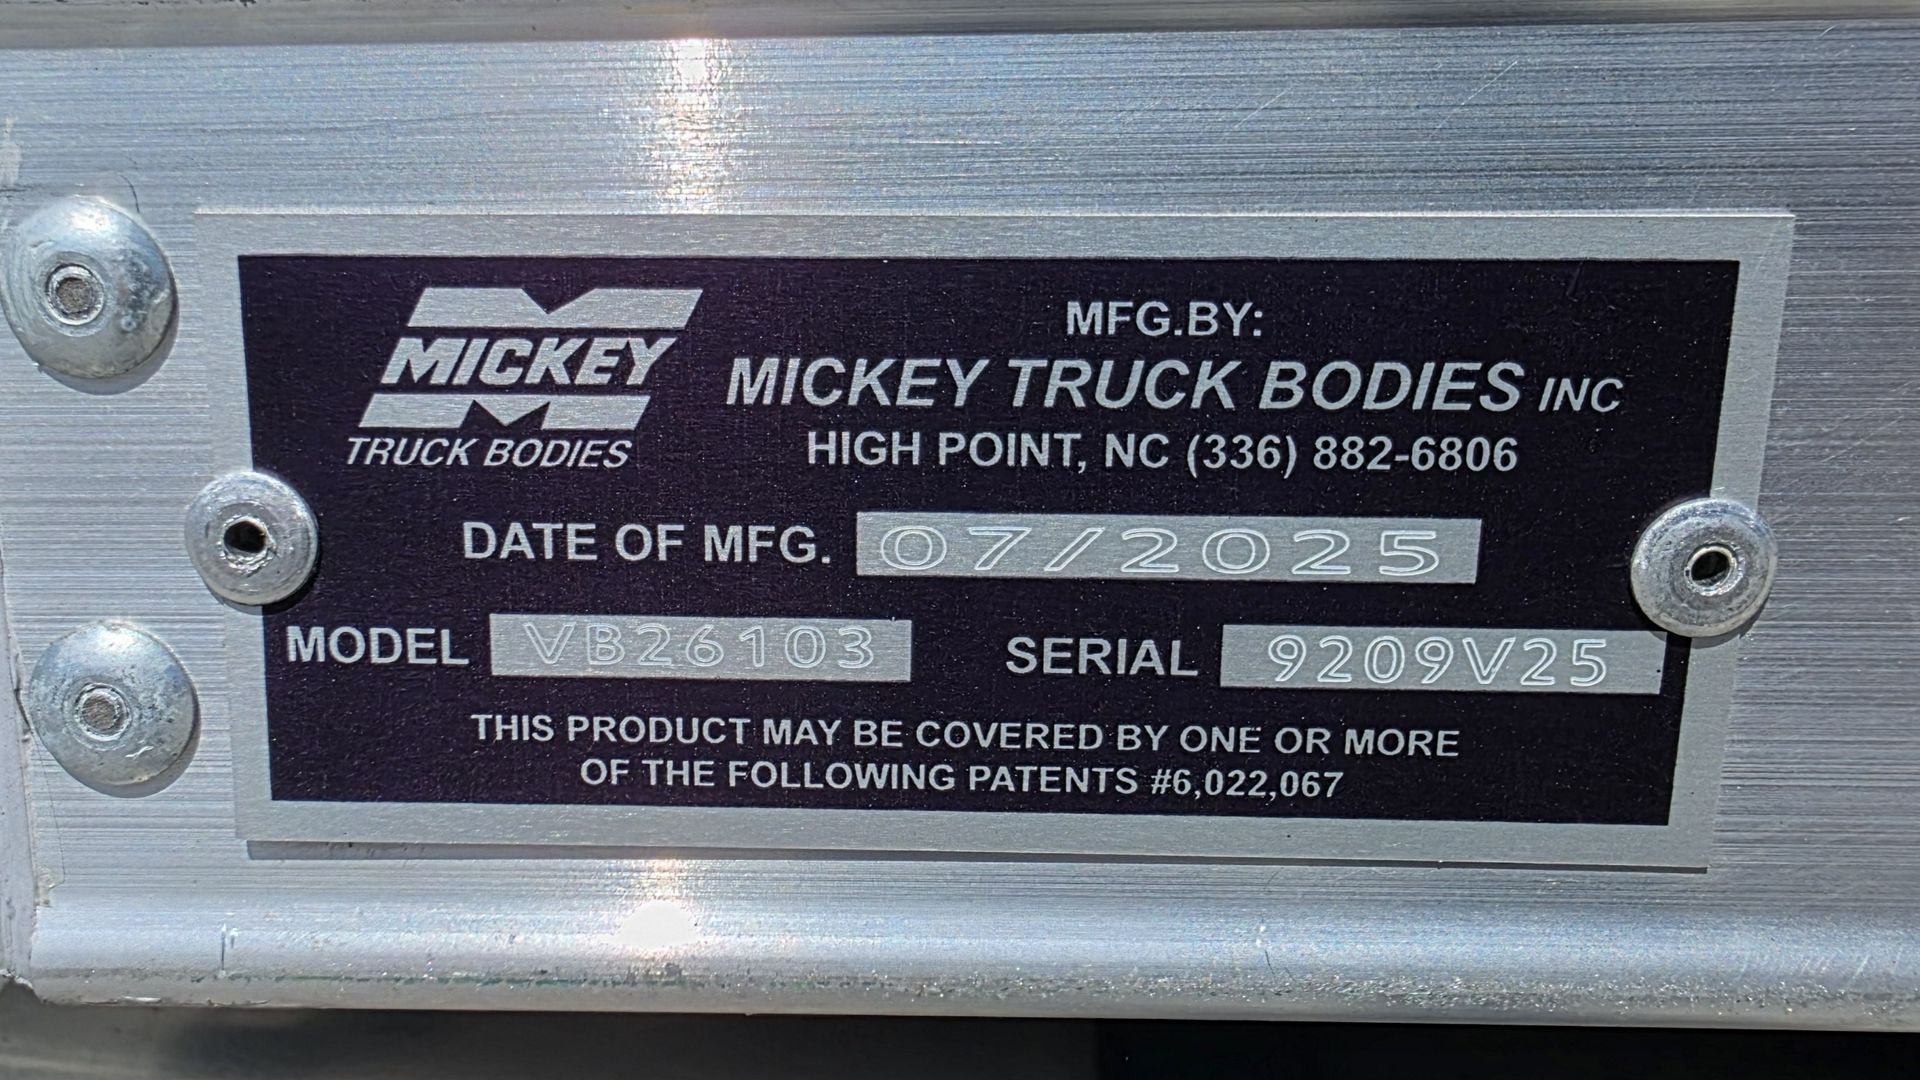 MICKEY
TRUCK BODIES
MFG.BY:
MICKEY TRUCK BODIES INC
HIGH POINT, NC (336) 882-6806
DATE OF MFG. 07/2025
MODEL VB26103 SERIAL 9209V25
THIS PRODUCT MAY BE COVERED BY ONE OR MORE
OF THE FOLLOWING PATENTS #6,022,067